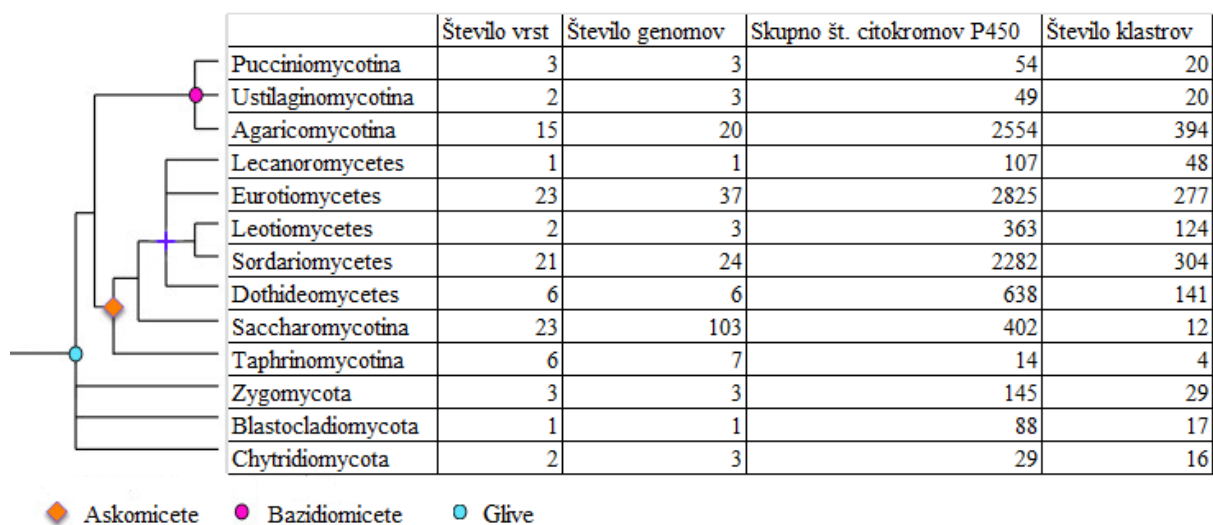 Število vrst Število genomov Skupno št. citokromov P450 Število klastrov
Pucciniomycotina 3 3 54 20
Ustilaginomycotina 2 3 49 20
Agaricomycotina 15 20 2554 394
Lecanoromycetes 1 1 107 48
Eurotiomycetes 23 37 2825 277
Leotiomycetes 2 3 363 124
Sordariomycetes 21 24 2282 304
Dothideomycetes 6 6 638 141
Saccharomycotina 23 103 402 12
Taphrinomycotina 6 7 14 4
Zygomycota 3 3 145 29
Blastocladiomycota 1 1 88 17
Chytridiomycota 2 3 29 16
Askomicete Bazidiomicete Glive